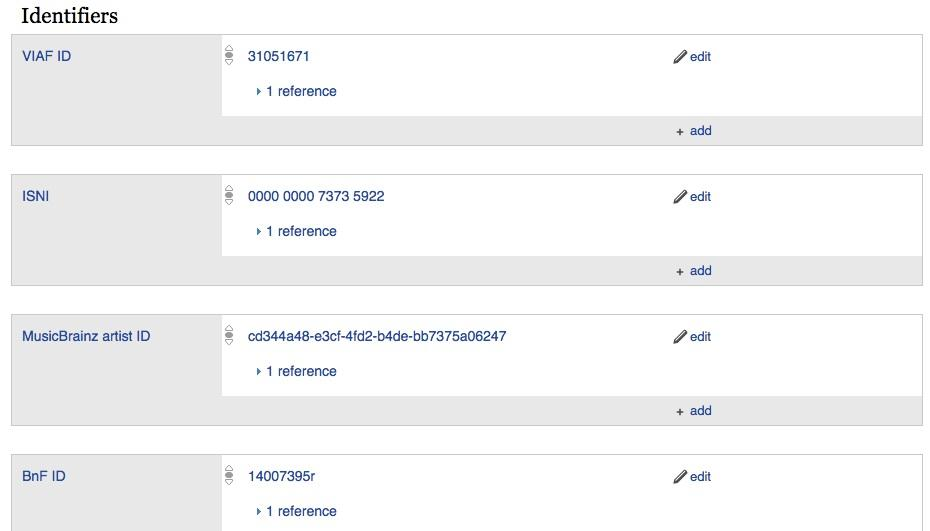 Identifiers
VIAF ID 31051671 edit
1 reference
+ add
ISNI 0000 0000 7373 5922 edit
1 reference
+ add
MusicBrainz artist ID cd344a48-e3cf-4fd2-b4de-bb7375a06247 edit
1 reference
+ add
BnF ID 14007395r edit
1 reference